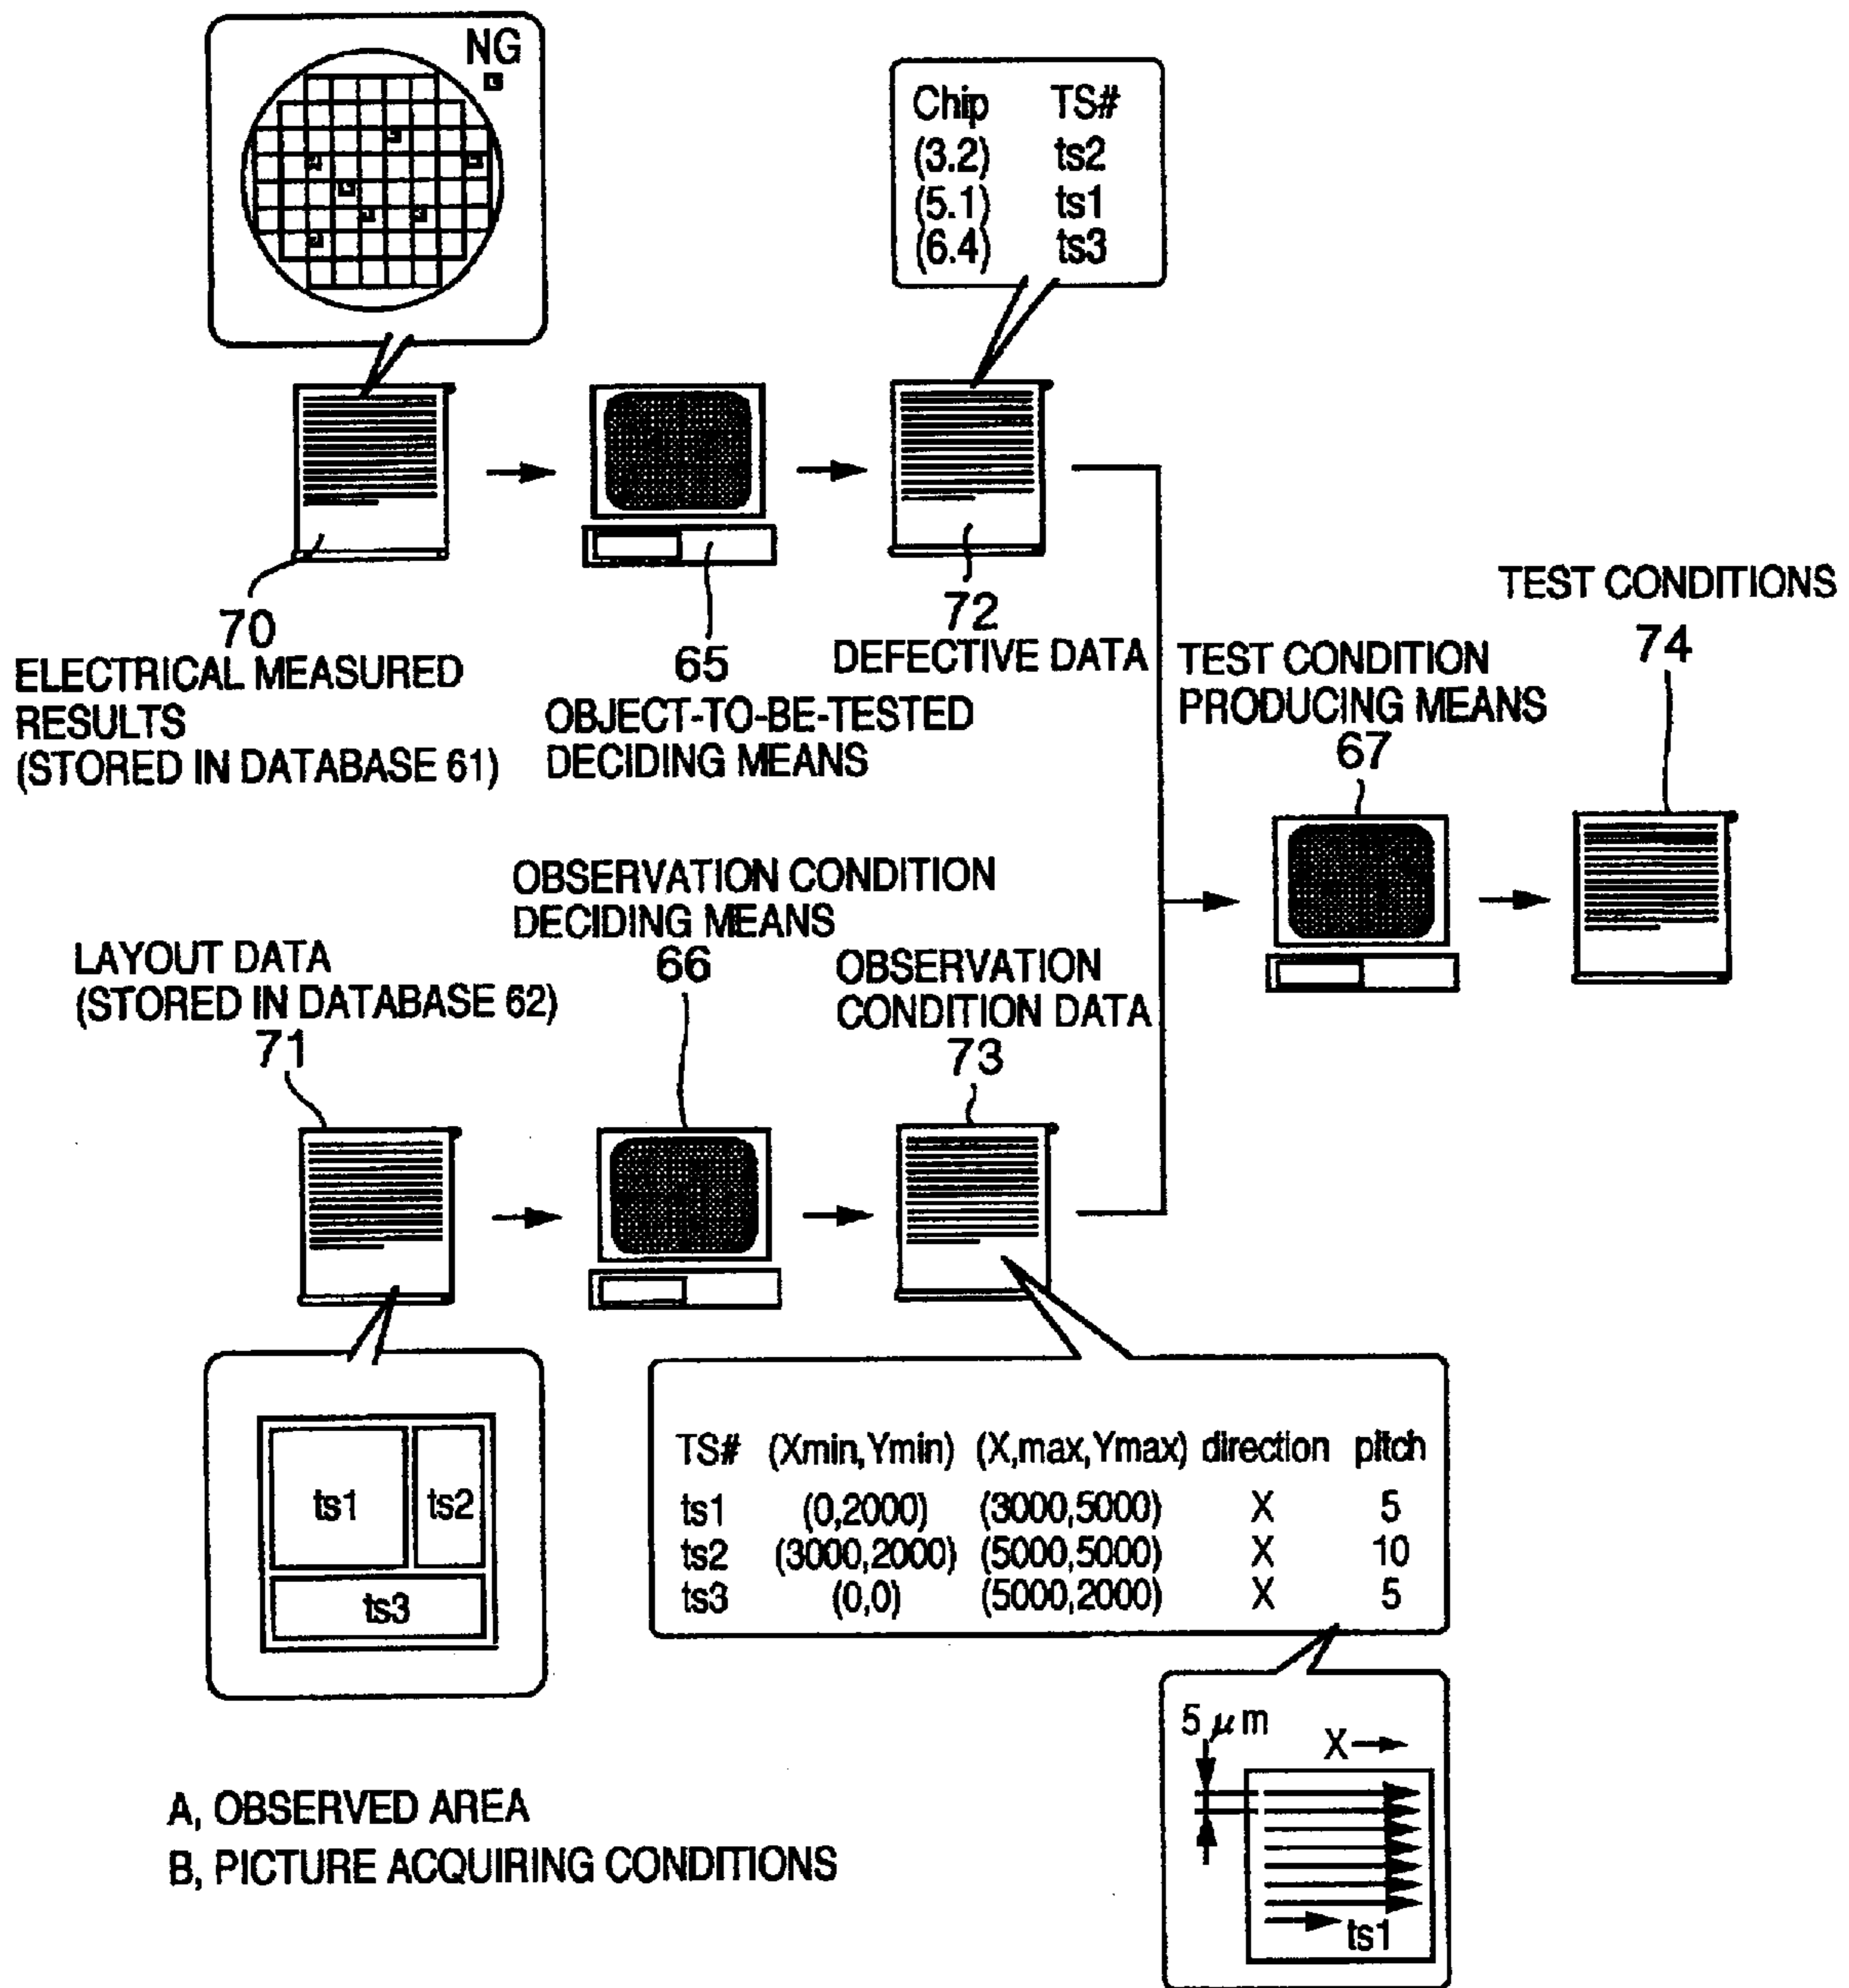 NG
Chip TS#
(3.2) ts2
(5.1) ts1
(6.4) ts3
70
ELECTRICAL MEASURED
RESULTS
(STORED IN DATABASE 61)
65
OBJECT-TO-BE-TESTED
DECIDING MEANS
72
DEFECTIVE DATA
TEST CONDITION
PRODUCING MEANS
67
TEST CONDITIONS
74
LAYOUT DATA
(STORED IN DATABASE 62)
71
OBSERVATION CONDITION
DECIDING MEANS
66
OBSERVATION
CONDITION DATA
73
ts1 ts2
ts3
TS# (Xmin,Ymin) (X,max,Ymax) direction pitch
ts1 (0,2000) (3000,5000) X 5
ts2 (3000,2000) (5000,5000) X 10
ts3 (0,0) (5000,2000) X 5
5 μm
X
ts1
A, OBSERVED AREA
B, PICTURE ACQUIRING CONDITIONS